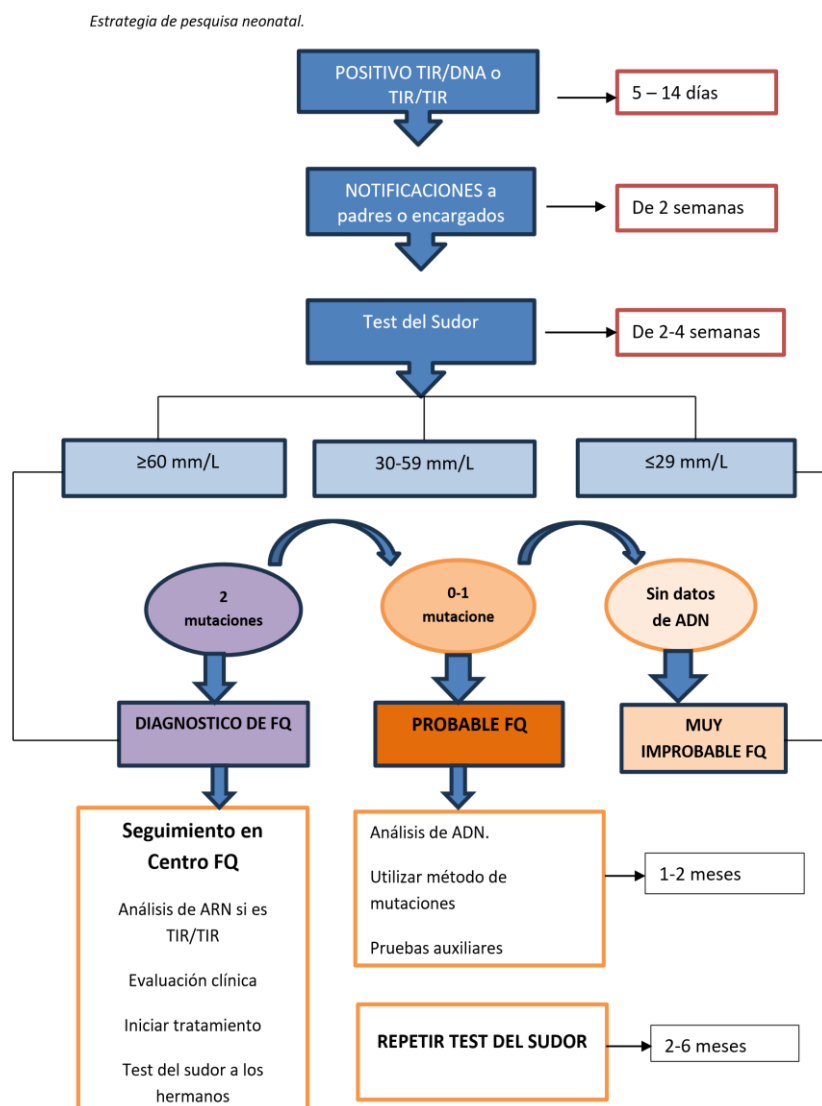 Estrategia de pesquisa neonatal.
POSITIVO TIR/DNA o
TIR/TIR
5 – 14 días
NOTIFICACIONES a
padres o encargados
De 2 semanas
Test del Sudor
De 2-4 semanas
≥60 mm/L
30-59 mm/L
≤29 mm/L
2
mutaciones
0-1
mutacione
Sin datos
de ADN
DIAGNOSTICO DE FQ
PROBABLE FQ
MUY
IMPROBABLE FQ
Seguimiento en
Centro FQ
Análisis de ARN si es
TIR/TIR
Evaluación clínica
Iniciar tratamiento
Test del sudor a los
hermanos
Análisis de ADN.
Utilizar método de
mutaciones
Pruebas auxiliares
1-2 meses
REPETIR TEST DEL SUDOR
2-6 meses